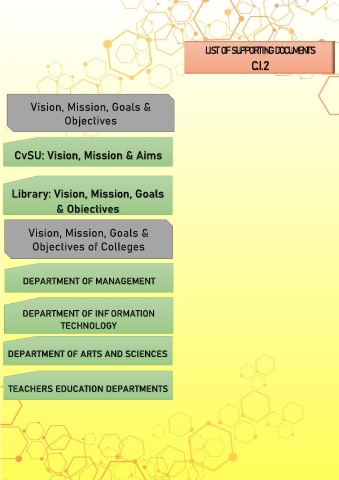 LIST OF SUPPORTING DOCUMENTS
C.I.2
Vision, Mission, Goals &
Objectives
CvSU: Vision, Mission & Aims
Library: Vision, Mission, Goals
& Objectives
Vision, Mission, Goals &
Objectives of Colleges
DEPARTMENT OF MANAGEMENT
DEPARTMENT OF INF ORMATION
TECHNOLOGY
DEPARTMENT OF ARTS AND SCIENCES
TEACHERS EDUCATION DEPARTMENTS